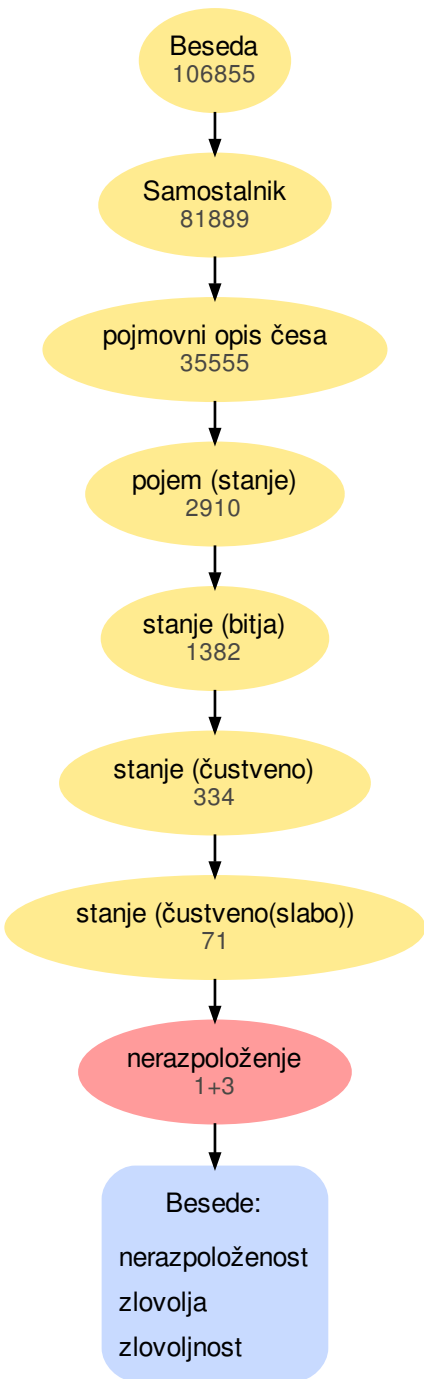 Beseda
106855
Samostalnik
81889
pojmovni opis česa
35555
pojem (stanje)
2910
stanje (bitja)
1382
stanje (čustveno)
334
stanje (čustveno(slabo))
71
nerazpoloženje
1+3
Besede:
nerazpoloženost
zlovolja
zlovoljnost